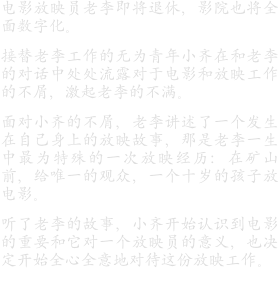 电影放映员老李即将退休，影院也将全
面数字化。
接替老李工作的无为青年小齐在和老李
的对话中处处流露对于电影和放映工作
的不屑，激起老李的不满。
面对小齐的不屑，老李讲述了一个发生
在自己身上的放映故事，那是老李一生
中最为特殊的一次放映经历：在矿山
前，给唯一的观众，一个十岁的孩子放
电影。
听了老李的故事，小齐开始认识到电影
的重要和它对一个放映员的意义，也决
定开始全心全意地对待这份放映工作。